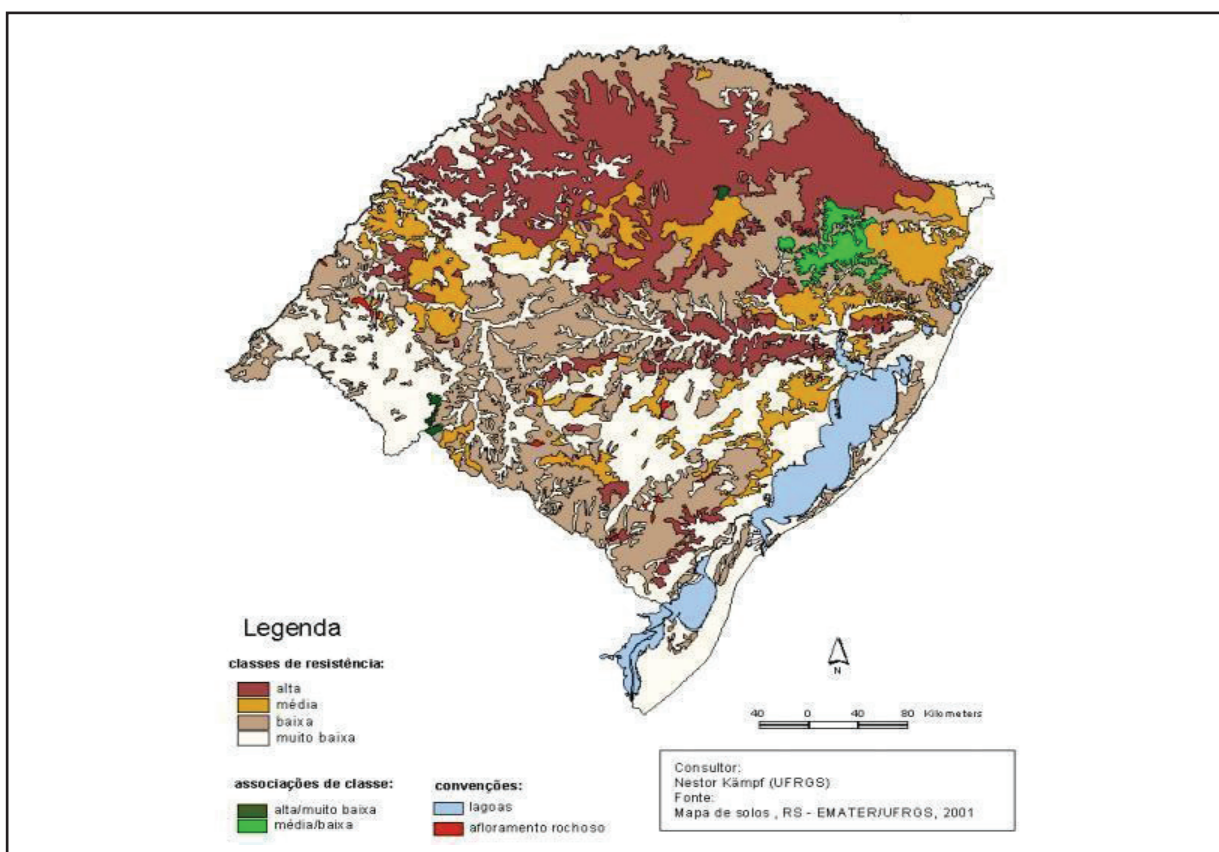 Legenda
classes de resistência:
alta
média
baixa
muito baixa
associações de classe:
alta/muito baixa
média/baixa
convenções:
lagoas
afloramento rochoso
N
40 0 40 80 Kilometers
Consultor:
Nestor Kämpf (UFRGS)
Fonte:
Mapa de solos , RS - EMATER/UFRGS, 2001